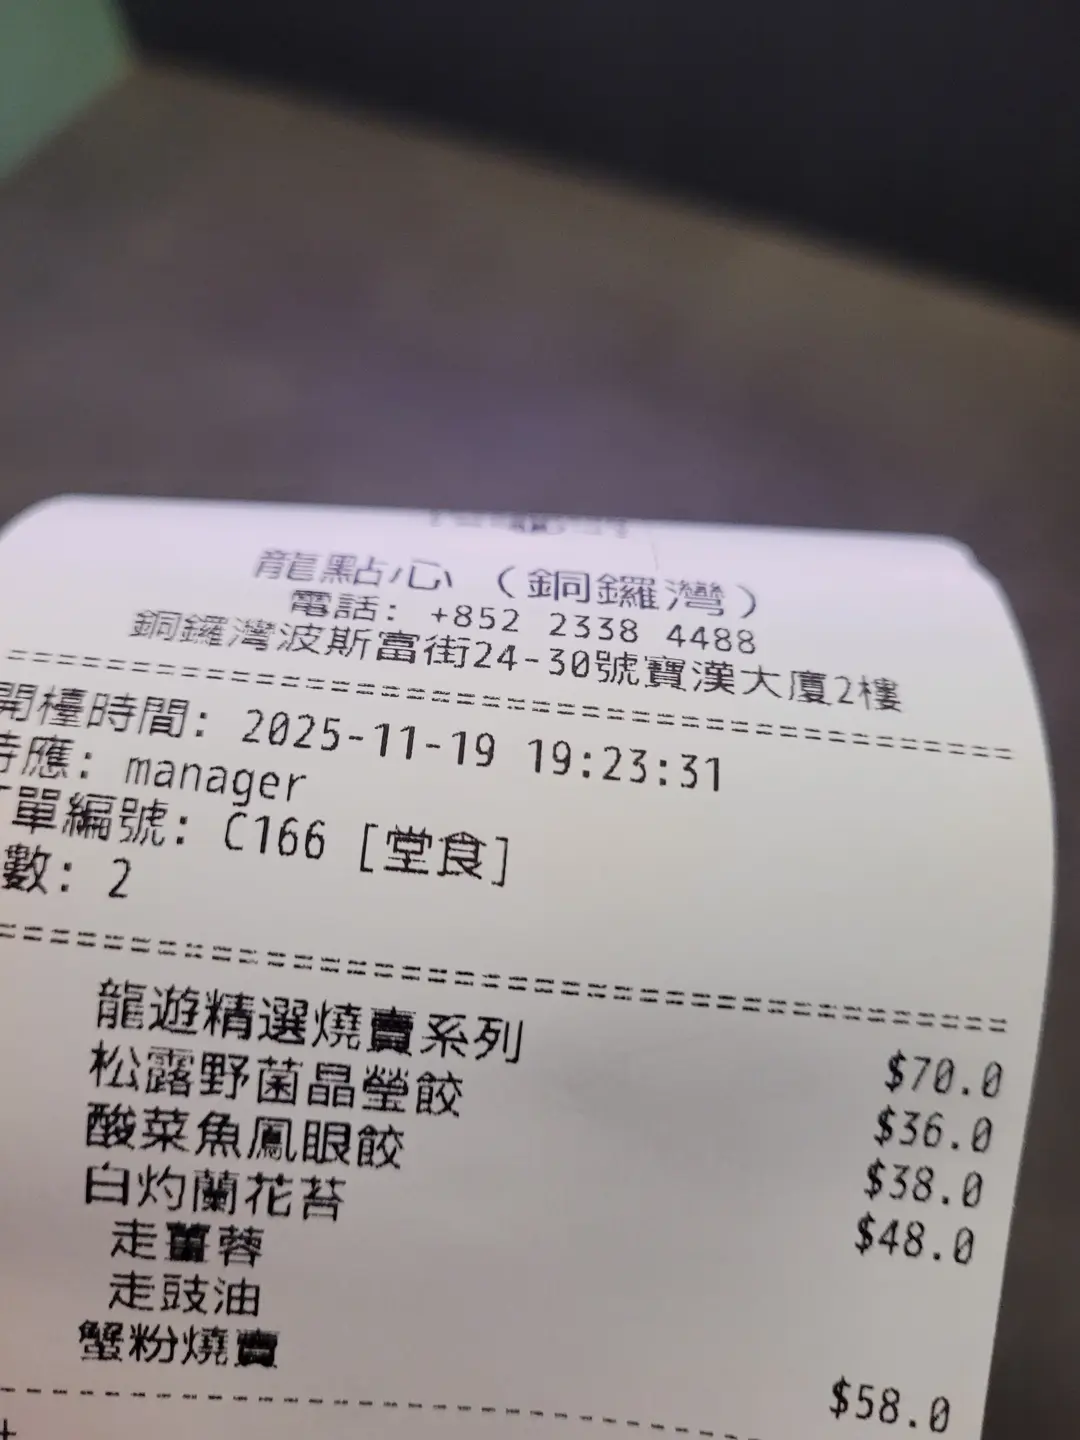 龍點心（銅鑼灣）
電話: +852 2338 4488
銅鑼灣波斯富街24-30號寶漢大廈2樓
開檯時間: 2025-11-19 19:23:31
侍應: manager
單編號: C166 [堂食]
數: 2
龍遊精選燒賣系列 $70.0
松露野菌晶瑩餃 $36.0
酸菜魚鳳眼餃 $38.0
白灼蘭花苔 $48.0
走薑蓉
走豉油
蟹粉燒賣 $58.0